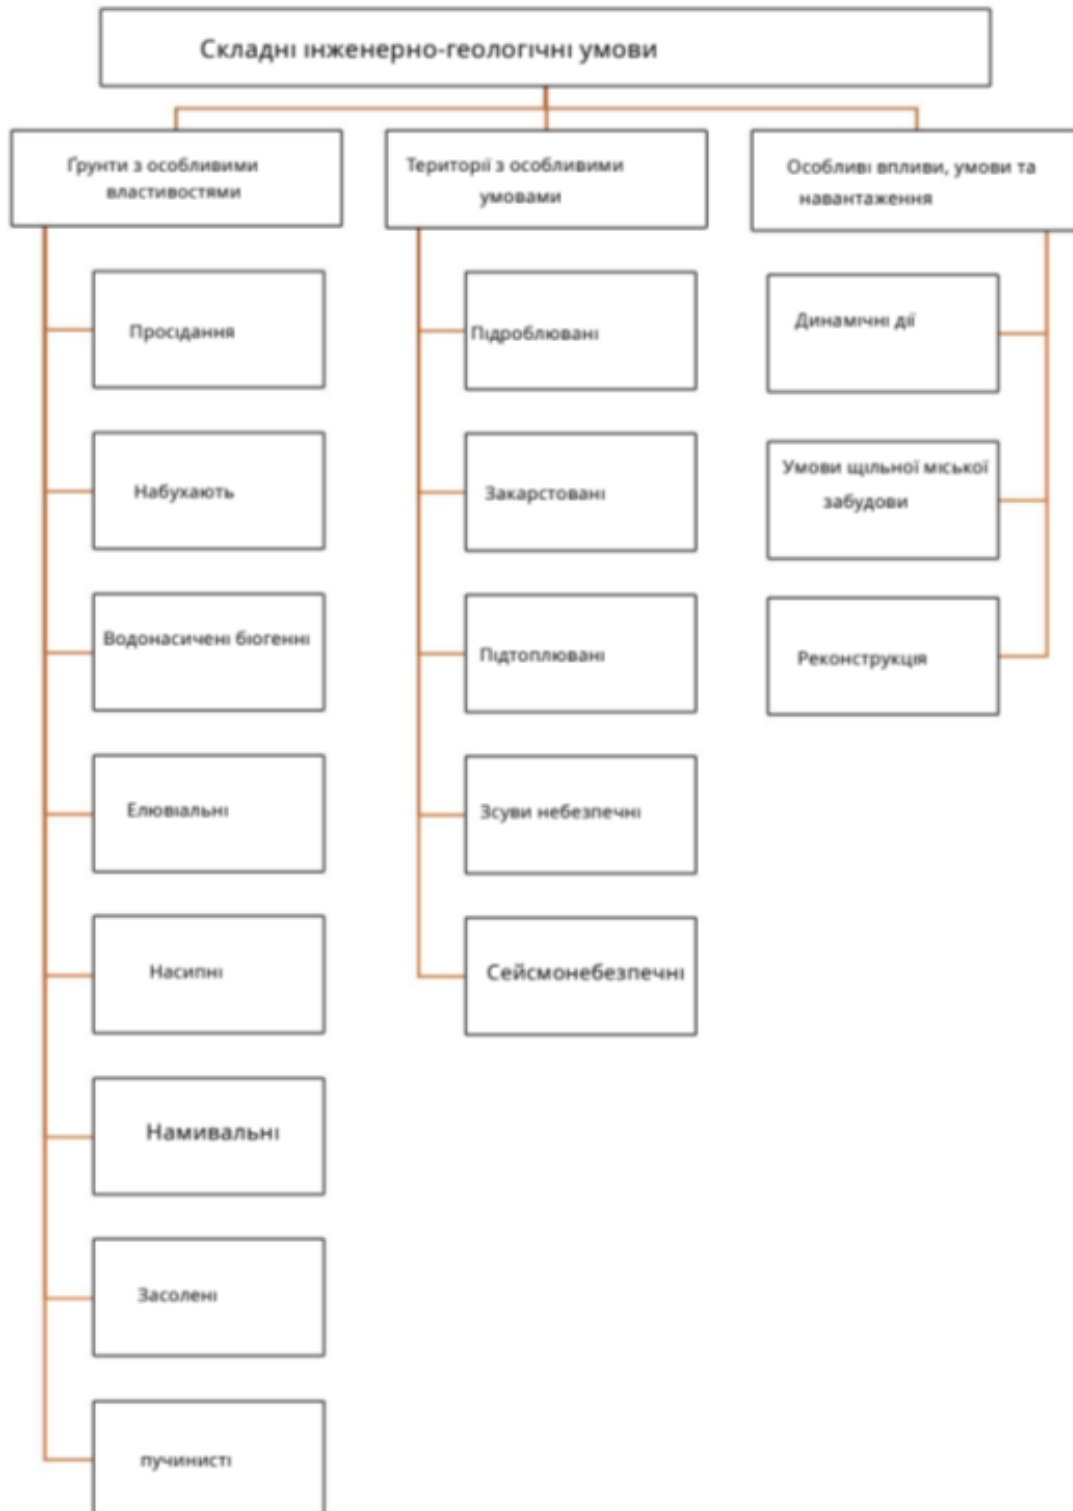 Складні інженерно-геологічні умови
Ґрунти з особливими
властивостями
Просідання
Набухають
Водонасичені біогенні
Елювіальні
Насипні
Намивальні
Засолені
пучинисті
Території з особливими
умовами
Підроблювані
Закарстовані
Підтоплювані
Зсуви небезпечні
Сейсмонебезпечні
Особливі впливи, умови та
навантаження
Динамічні дії
Умови щільної міської
забудови
Реконструкція